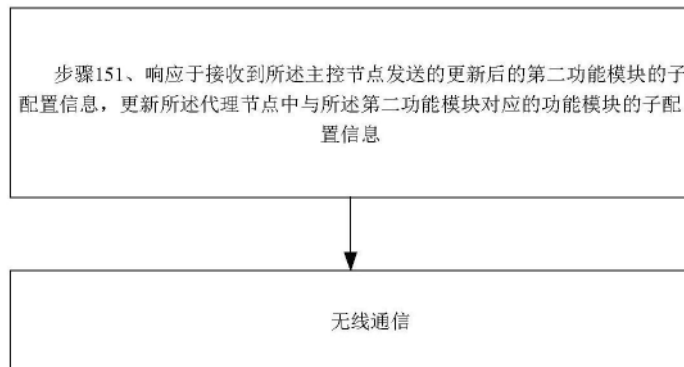 步骤151、响应于接收到所述主控节点发送的更新后的第二功能模块的子
配置信息，更新所述代理节点中与所述第二功能模块对应的功能模块的子配
置信息
无线通信